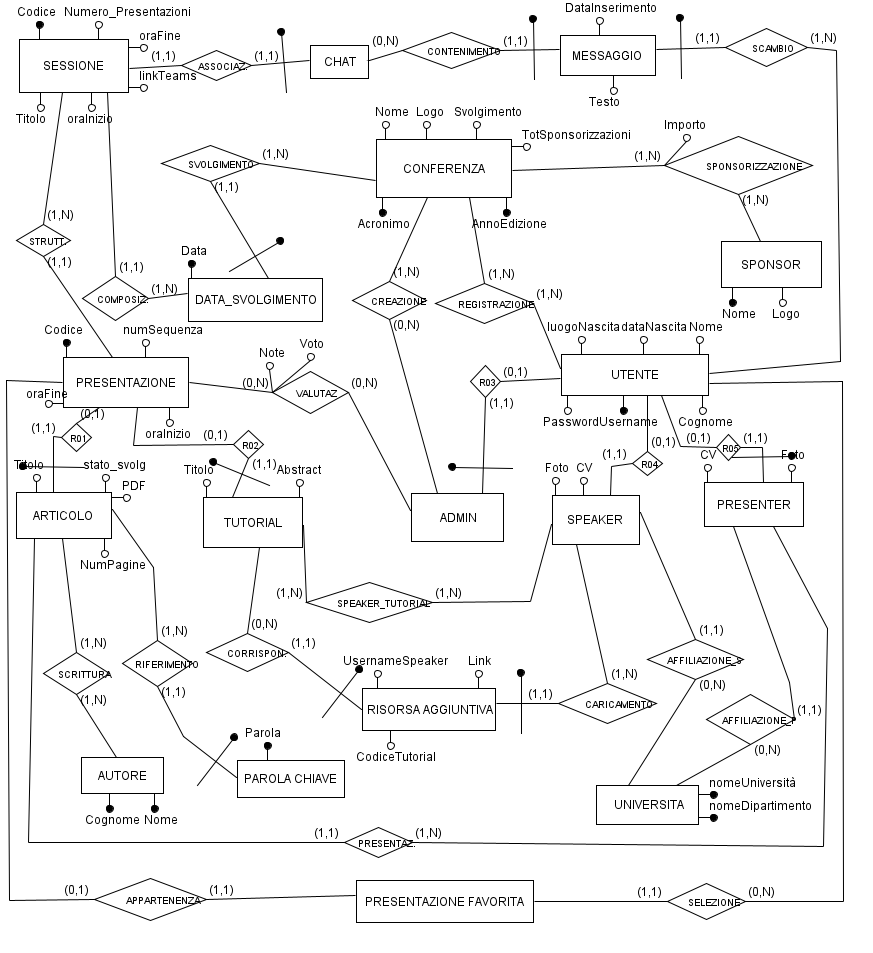 Codice
Numero_Presentazioni
oraFine
SESSIONE
linkTeams
Titolo
oraInizio
(1,1)
ASSOCIAZ.
(1,1)
CHAT
(0,N)
CONTENIMENTO
(1,1)
DataInserimento
MESSAGGIO
Testo
(1,1)
SCAMBIO
(1,N)
Nome
Logo
Svolgimento
TotSponsorizzazioni
CONFERENZA
Acronimo
AnnoEdizione
Importo
(1,N)
SPONSORIZZAZIONE
(1,N)
SPONSOR
Nome
Logo
SVOLGIMENTO
(1,N)
(1,1)
(1,N)
STRUTT.
(1,1)
(1,1)
COMPOSIZ.
(1,N)
Data
DATA_SVOLGIMENTO
(1,N)
CREAZIONE
(0,N)
(1,N)
REGISTRAZIONE
(1,N)
Codice
numSequenza
PRESENTAZIONE
oraFine
oraInizio
Note
Voto
(0,N)
VALUTAZ.
(0,N)
luogoNascita
dataNascita
Nome
UTENTE
Password
Username
Cognome
R03
(0,1)
(1,1)
(0,1)
R01
(1,1)
(0,1)
R02
(1,1)
(0,1)
R04
(1,1)
(0,1)
R05
(1,1)
Titolo
stato_svolg
PDF
ARTICOLO
NumPagine
Titolo
Abstract
TUTORIAL
ADMIN
Foto
CV
SPEAKER
CV
Foto
PRESENTER
(1,N)
SPEAKER_TUTORIAL
(1,N)
(1,N)
SCRITTURA
(1,N)
(1,N)
RIFERIMENTO
(1,1)
(0,N)
CORRISPON.
(1,1)
UsernameSpeaker
Link
RISORSA AGGIUNTIVA
CodiceTutorial
(1,1)
CARICAMENTO
(1,N)
(1,1)
AFFILIAZIONE_S
(0,N)
AFFILIAZIONE_P
(1,1)
(0,N)
AUTORE
Cognome
Nome
Parola
PAROLA CHIAVE
UNIVERSITA
nomeUniversità
nomeDipartimento
(1,1)
PRESENTAZ.
(1,N)
(0,1)
APPARTENENZA
(1,1)
PRESENTAZIONE FAVORITA
(1,1)
SELEZIONE
(0,N)